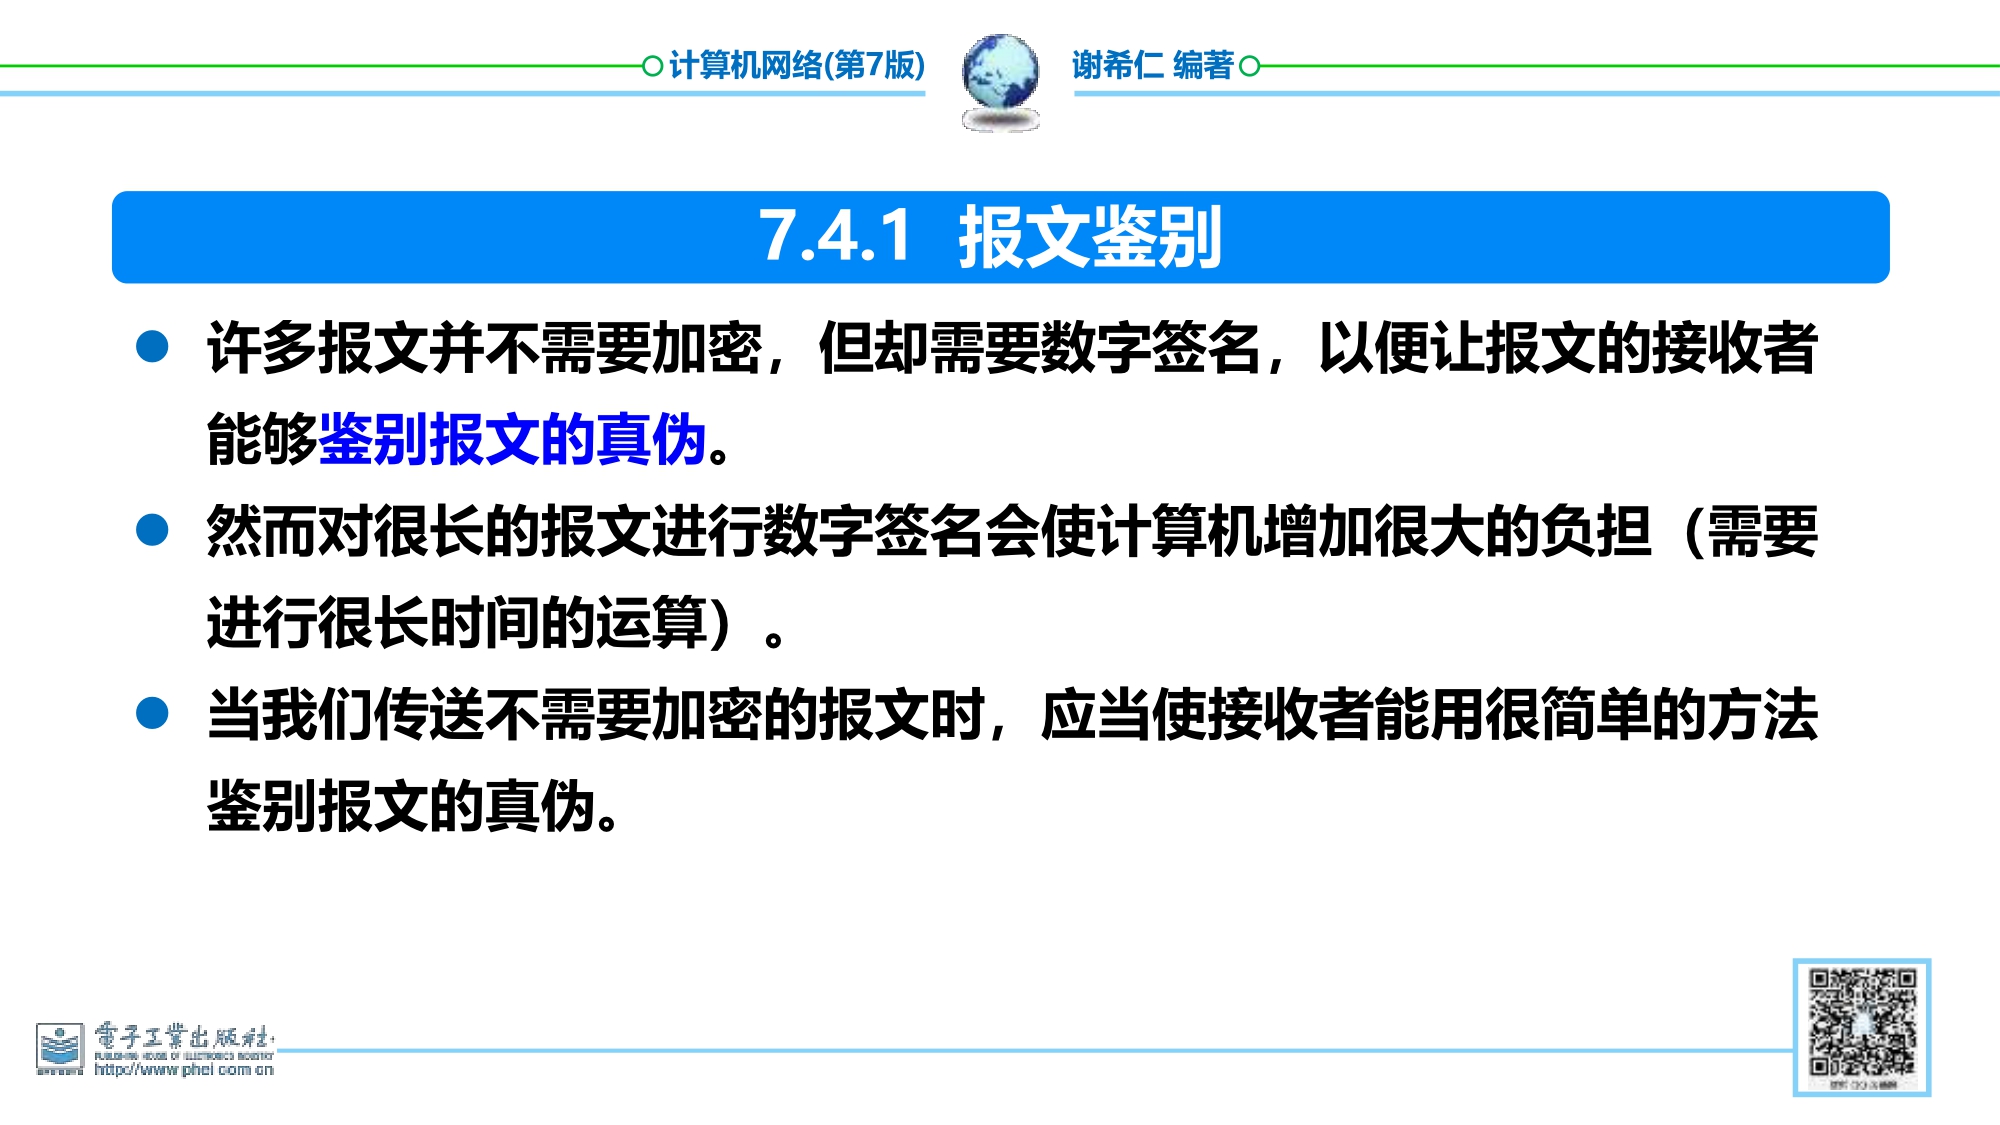 计算机网络(第7版)
谢希仁 编著
7.4.1 报文鉴别
● 许多报文并不需要加密，但却需要数字签名，以便让报文的接收者
能够鉴别报文的真伪。
● 然而对很长的报文进行数字签名会使计算机增加很大的负担（需要
进行很长时间的运算）。
● 当我们传送不需要加密的报文时，应当使接收者能用很简单的方法
鉴别报文的真伪。
電子工業出版社
PUBLISHING HOUSE OF ELECTRONICS INDUSTRY
http://www.phei.com.cn